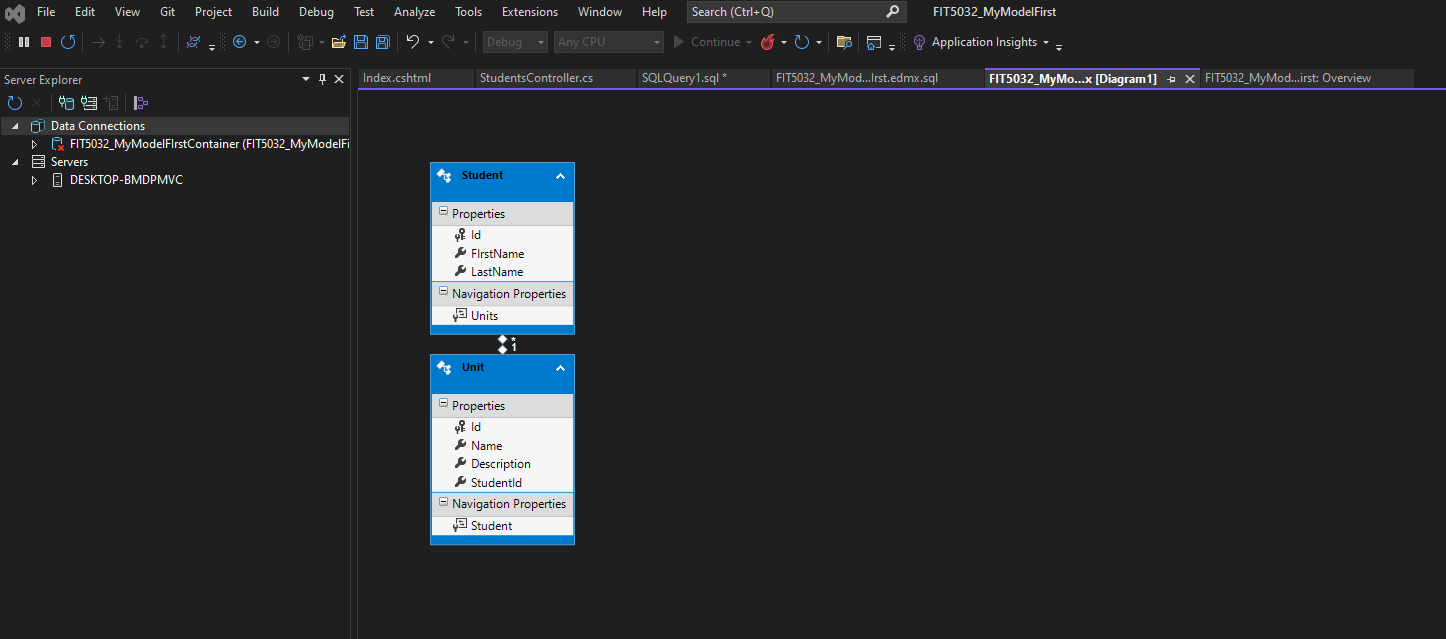 File Edit View Git Project Build Debug Test Analyze Tools Extensions Window Help Search (Ctrl+Q) FIT5032_MyModelFirst
Debug Any CPU Continue Application Insights
Server Explorer
Index.cshtml StudentsController.cs SQLQuery1.sql * FIT5032_MyMod...Irst.edmx.sql FIT5032_MyMo...x [Diagram1] FIT5032_MyMod...irst: Overview
Data Connections
FIT5032_MyModelFIrstContainer (FIT5032_MyModelFi
Servers
DESKTOP-BMDPMVC
Student
Properties
Id
FIrstName
LastName
Navigation Properties
Units
*
1
Unit
Properties
Id
Name
Description
StudentId
Navigation Properties
Student